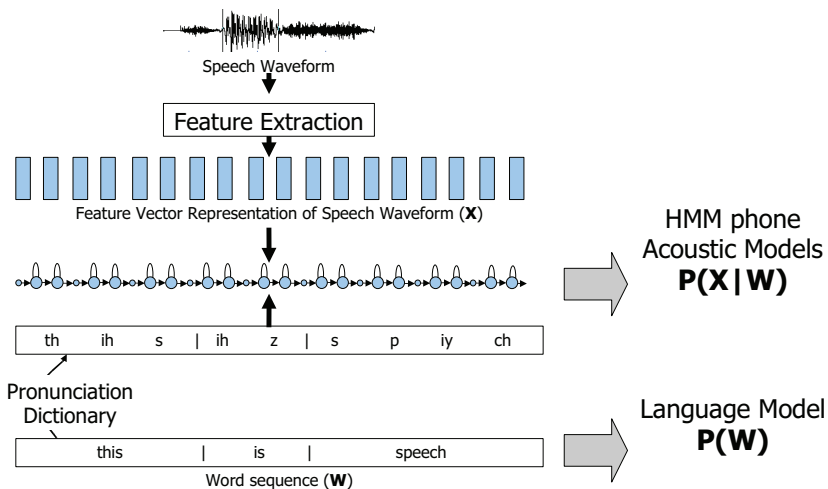 Speech Waveform
Feature Extraction
Feature Vector Representation of Speech Waveform (X)
HMM phone
Acoustic Models
P(X|W)
th ih s | ih z | s p iy ch
Pronunciation
Dictionary
Language Model
P(W)
this | is | speech
Word sequence (W)